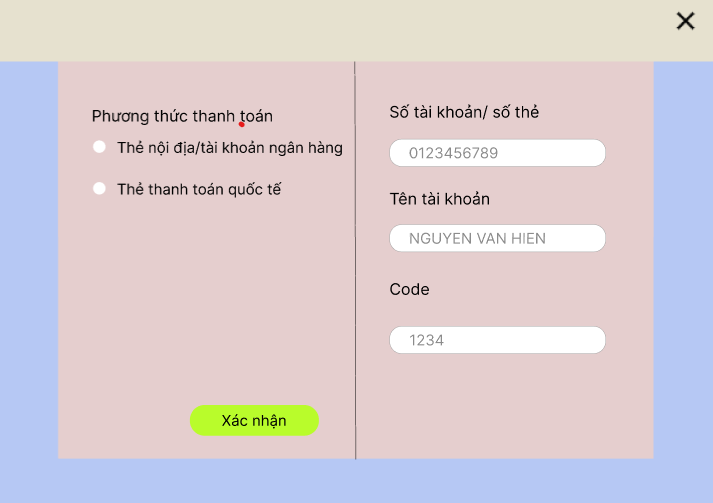 Phương thức thanh toán
Thẻ nội địa/tài khoản ngân hàng
Thẻ thanh toán quốc tế
Xác nhận
Số tài khoản/ số thẻ
0123456789
Tên tài khoản
NGUYEN VAN HIEN
Code
1234